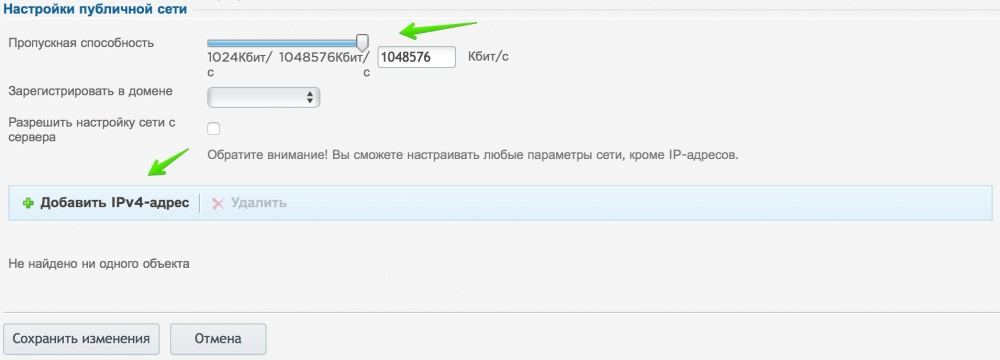 Настройки публичной сети
Пропускная способность
1024Кбит/с 1048576Кбит/с 1048576 Кбит/с
Зарегистрировать в домене
Разрешить настройку сети с
сервера
Обратите внимание! Вы сможете настраивать любые параметры сети, кроме IP-адресов.
Добавить IPv4-адрес Удалить
Не найдено ни одного объекта
Сохранить изменения Отмена